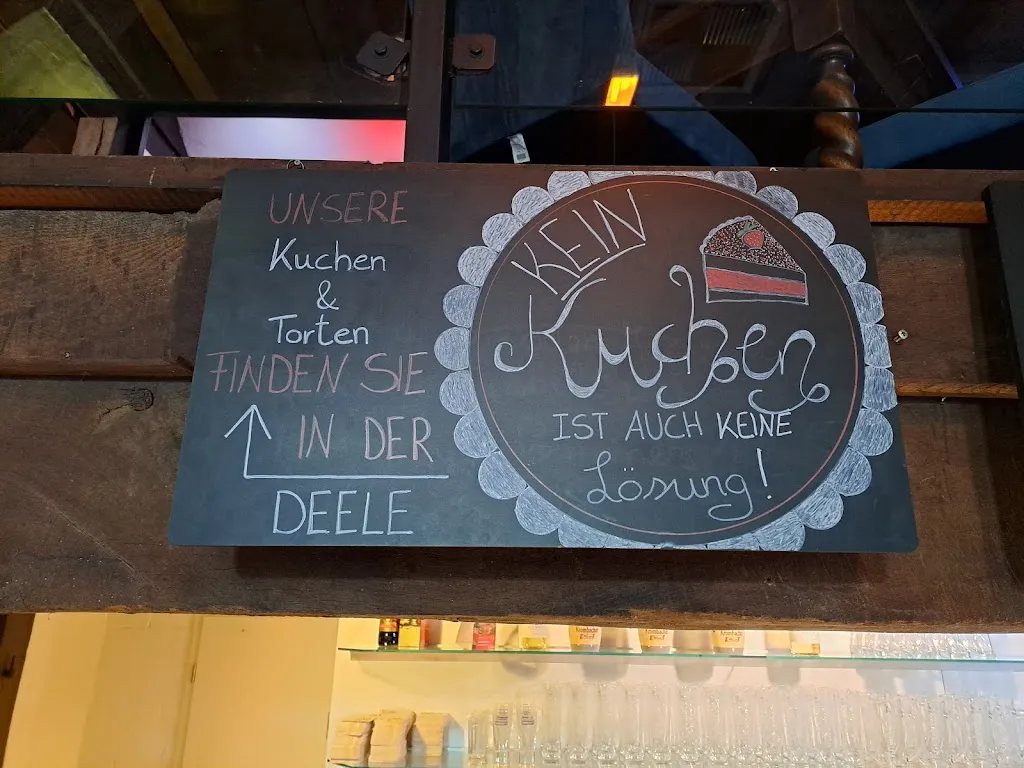 UNSERE
Kuchen
&
Torten
FINDEN SIE
IN DER
DEELE
KEIN
Kuchen
IST AUCH KEINE
Lösung!